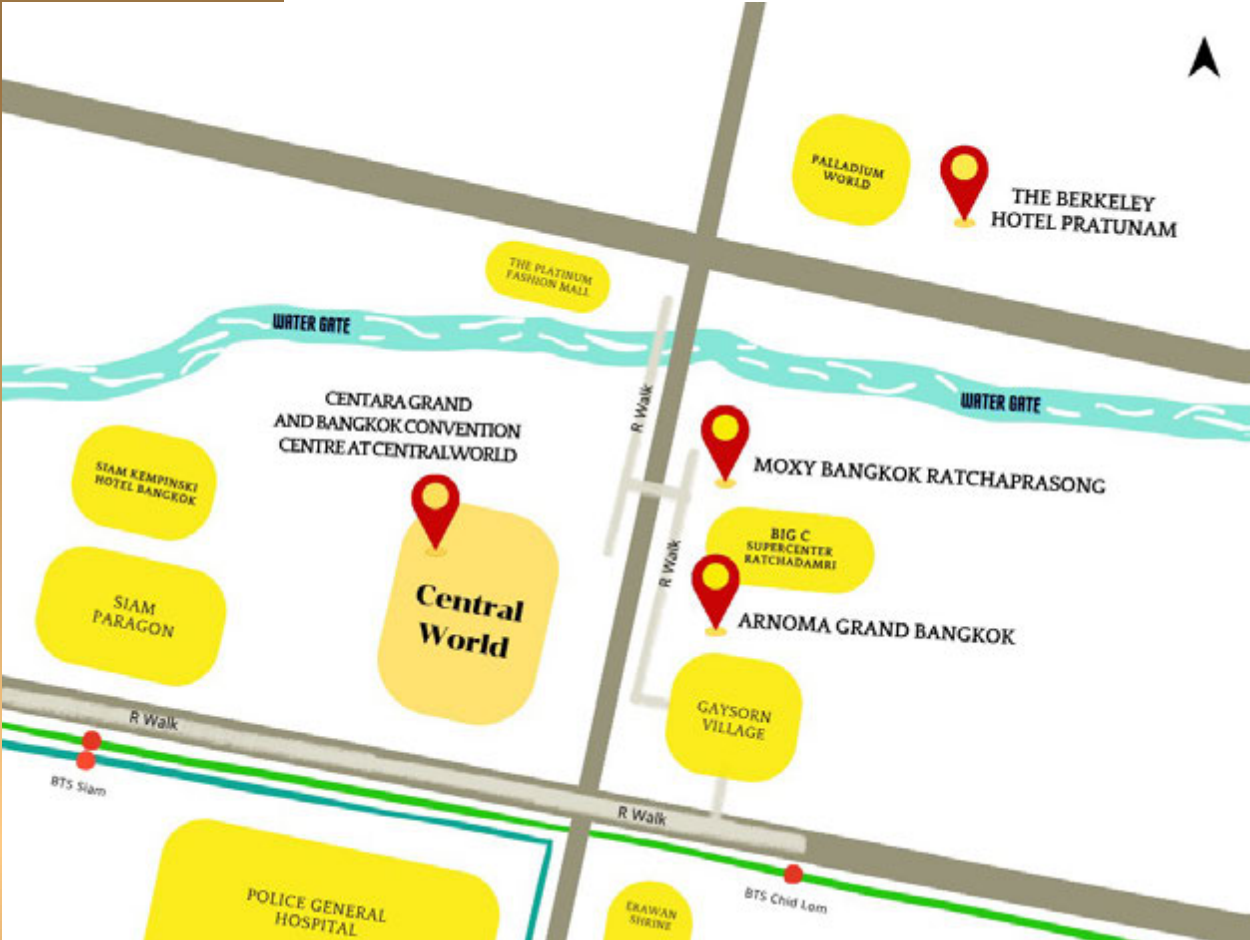 PALLADIUM
WORLD
THE BERKELEY
HOTEL PRATUNAM
THE PLATINUM
FASHION MALL
WATER GATE
WATER GATE
R Walk
CENTARA GRAND
AND BANGKOK CONVENTION
CENTRE AT CENTRALWORLD
MOXY BANGKOK RATCHAPRASONG
SIAM KEMPINSKI
HOTEL BANGKOK
BIG C
SUPERCENTER
RATCHADAMRI
R Walk
SIAM
PARAGON
Central
World
ARNOMA GRAND BANGKOK
GAYSORN
VILLAGE
R Walk
R Walk
BTS Siam
BTS Chid Lom
POLICE GENERAL
HOSPITAL
ERAWAN
SHRINE